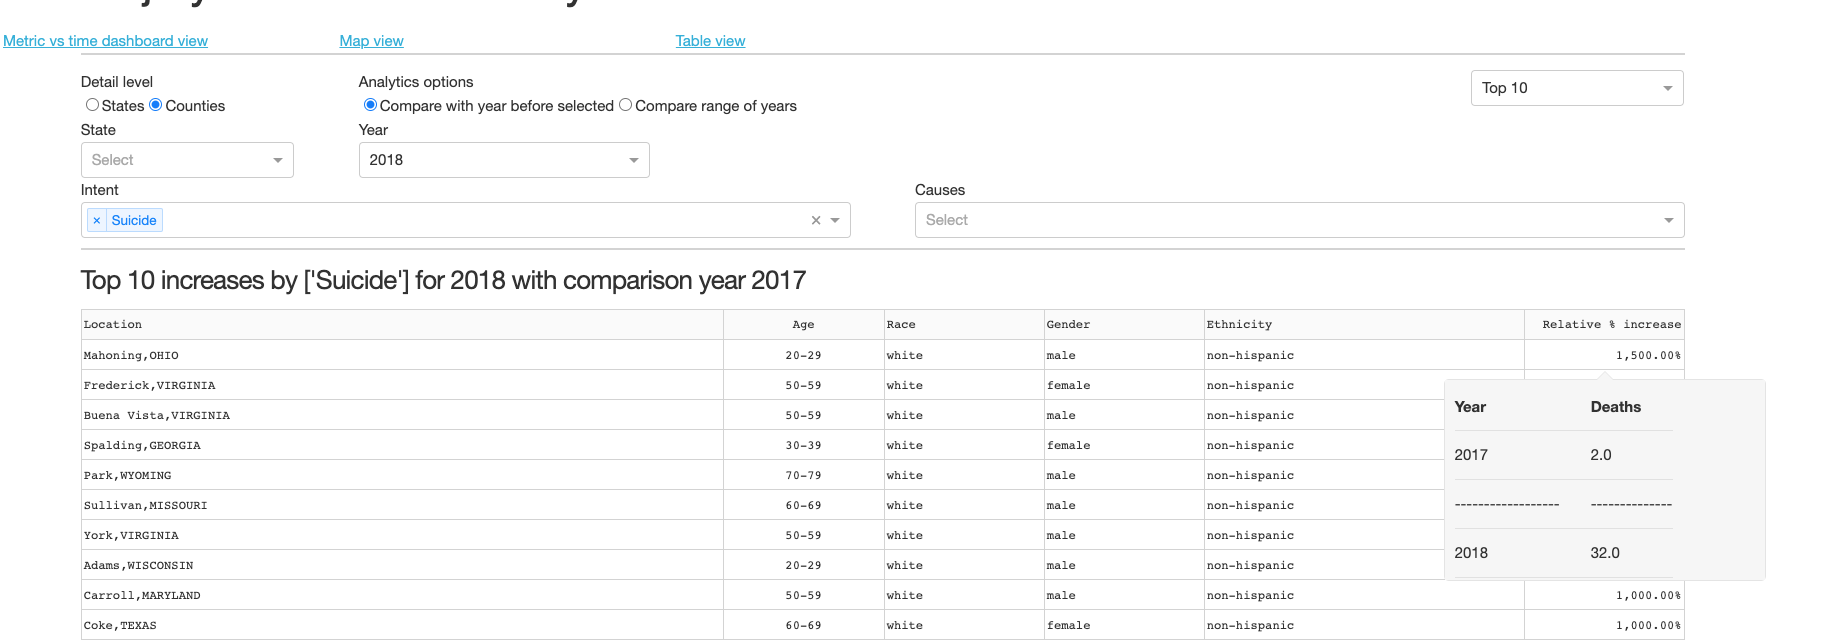 Metric vs time dashboard view Map view Table view
Detail level Analytics options
States Counties Compare with year before selected Compare range of years Top 10
State Year
Select 2018
Intent Causes
× Suicide × Select
Top 10 increases by ['Suicide'] for 2018 with comparison year 2017
Location Age Race Gender Ethnicity Relative % increase
Mahoning,OHIO 20-29 white male non-hispanic 1,500.00%
Frederick,VIRGINIA 50-59 white female non-hispanic
Buena Vista,VIRGINIA 50-59 white male non-hispanic
Spalding,GEORGIA 30-39 white female non-hispanic
Park,WYOMING 70-79 white male non-hispanic
Sullivan,MISSOURI 60-69 white male non-hispanic
York,VIRGINIA 50-59 white male non-hispanic
Adams,WISCONSIN 20-29 white male non-hispanic
Carroll,MARYLAND 50-59 white male non-hispanic 1,000.00%
Coke,TEXAS 60-69 white female non-hispanic 1,000.00%
Year Deaths
2017 2.0
------------------ --------------
2018 32.0